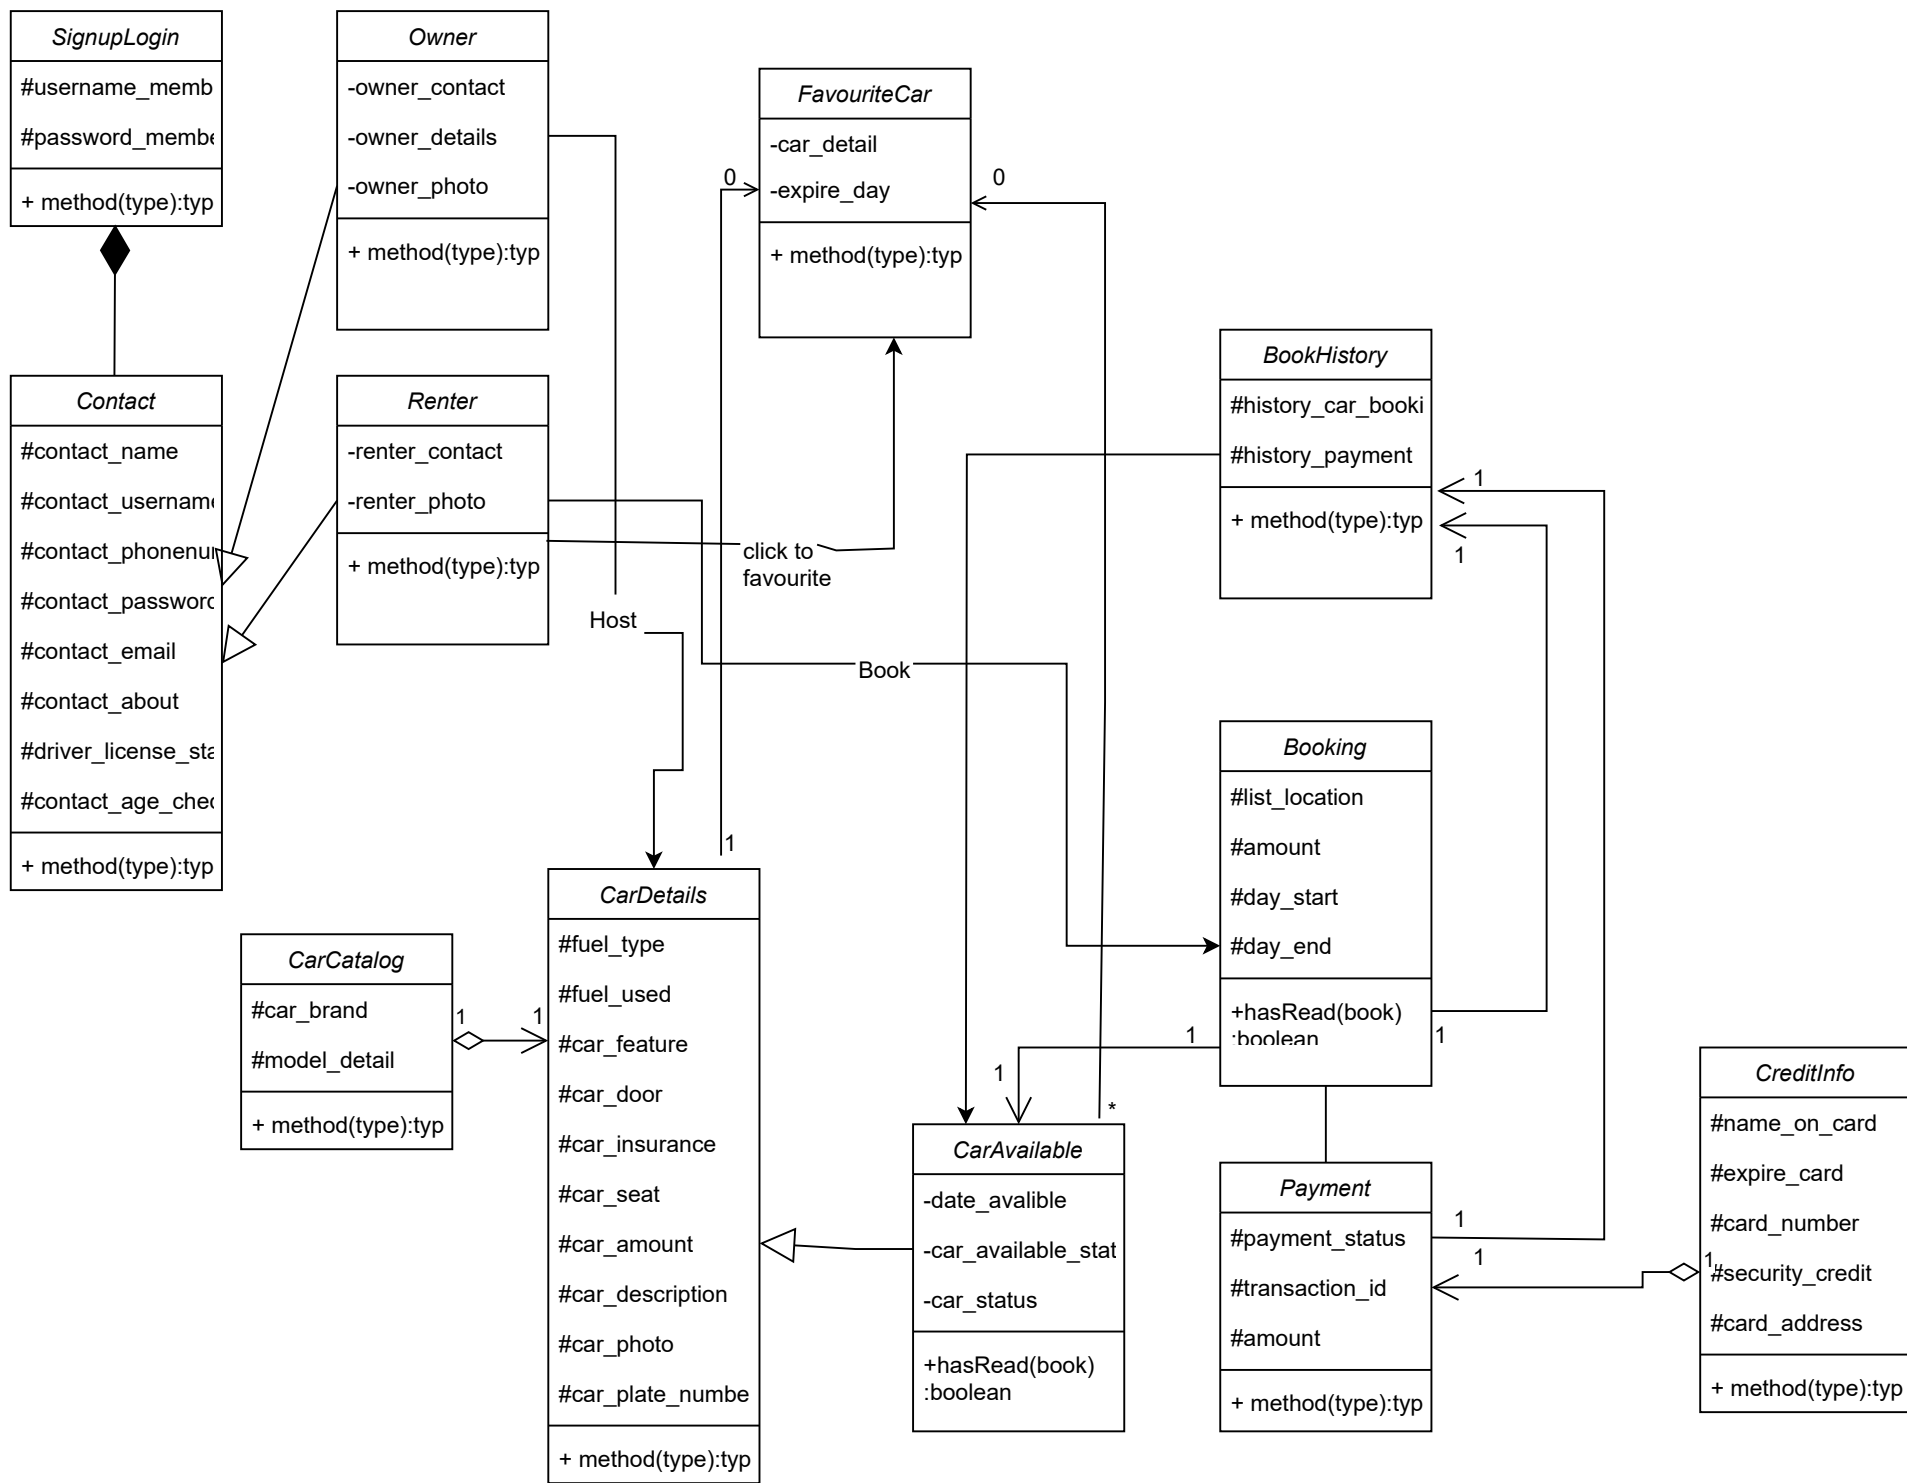 SignupLogin
#username_memb
#password_membe
+ method(type):typ
Owner
-owner_contact
-owner_details
-owner_photo
+ method(type):typ
FavouriteCar
-car_detail
-expire_day
+ method(type):typ
0
0
Contact
#contact_name
#contact_username
#contact_phonenu
#contact_password
#contact_email
#contact_about
#driver_license_sta
#contact_age_chec
+ method(type):typ
Renter
-renter_contact
-renter_photo
+ method(type):typ
click to
favourite
Host
Book
BookHistory
#history_car_booki
#history_payment
+ method(type):typ
1
1
Booking
#list_location
#amount
#day_start
#day_end
+hasRead(book)
:boolean
1
1
1
CarCatalog
#car_brand
#model_detail
+ method(type):typ
1
1
1
CarDetails
#fuel_type
#fuel_used
#car_feature
#car_door
#car_insurance
#car_seat
#car_amount
#car_description
#car_photo
#car_plate_numbe
+ method(type):typ
*
CarAvailable
-date_avalible
-car_available_stat
-car_status
+hasRead(book)
:boolean
Payment
#payment_status
#transaction_id
#amount
+ method(type):typ
1
1
1
CreditInfo
#name_on_card
#expire_card
#card_number
#security_credit
#card_address
+ method(type):typ